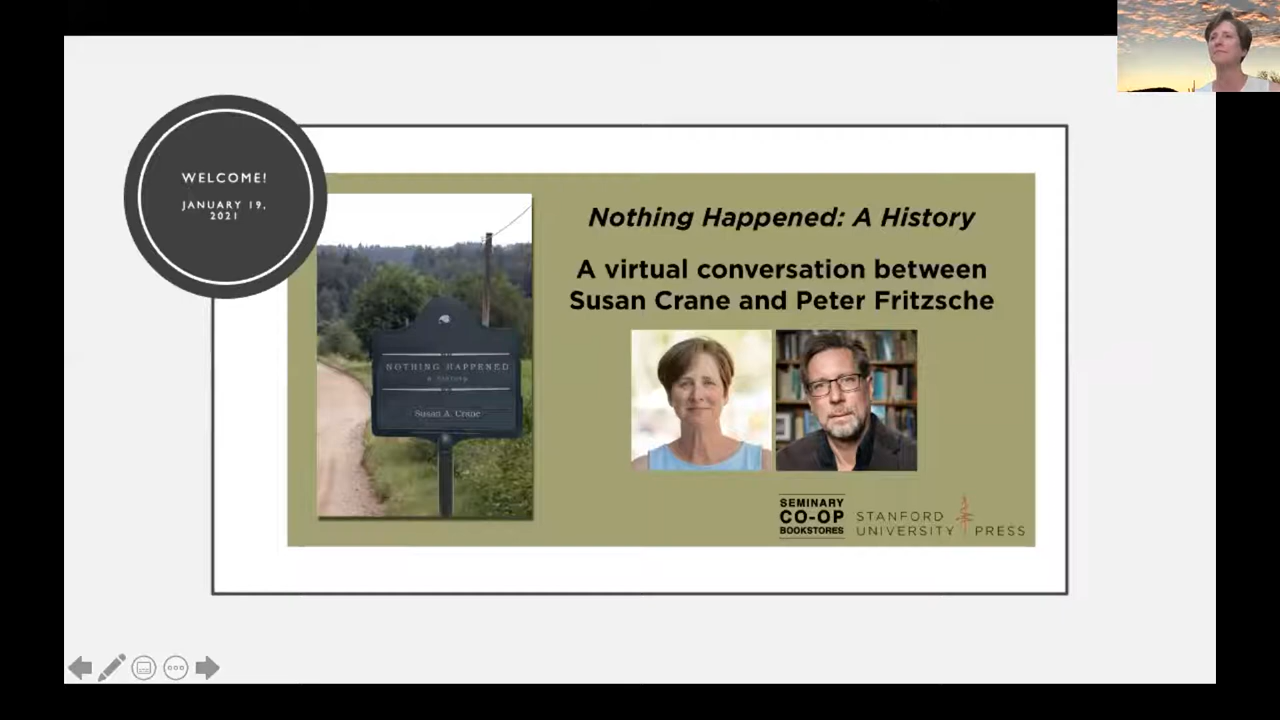 WELCOME!
JANUARY 19,
2021
Nothing Happened: A History
A virtual conversation between
Susan Crane and Peter Fritzsche
NOTHING HAPPENED
a history
Susan A. Crane
SEMINARY
CO-OP
BOOKSTORES
STANFORD
UNIVERSITY PRESS